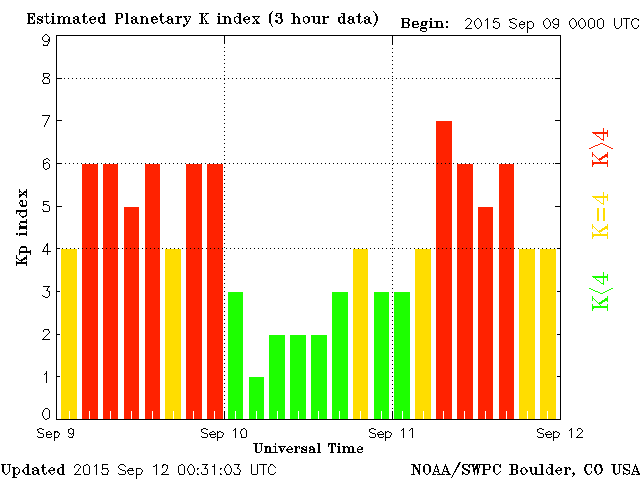 Estimated Planetary K index (3 hour data)
Begin: 2015 Sep 09 0000 UTC
9
8
7
6
5
4
3
2
1
0
Kp index
K>4
K=4
K<4
Sep 9
Sep 10
Sep 11
Sep 12
Universal Time
Updated 2015 Sep 12 00:31:03 UTC
NOAA/SWPC Boulder, CO USA